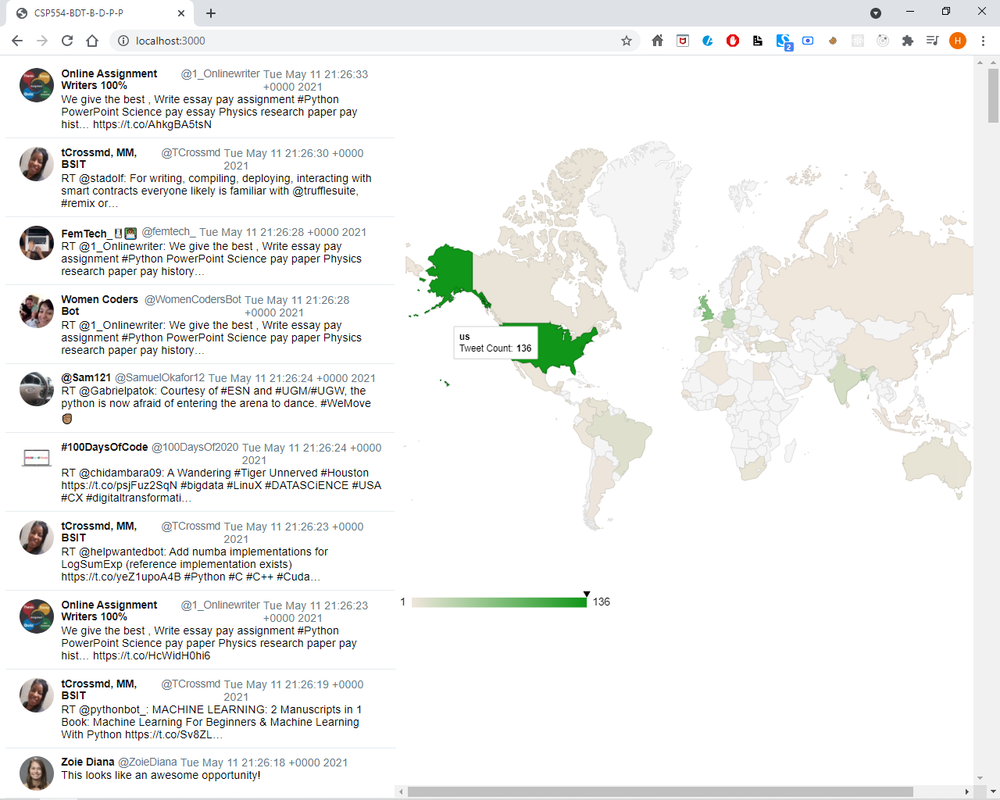 CSP554-BDT-B-D-P-P
localhost:3000
2
H
Online Assignment Writers 100% @1_Onlinewriter Tue May 11 21:26:33 +0000 2021
We give the best , Write essay pay assignment #Python
PowerPoint Science pay essay Physics research paper pay
hist… https://t.co/AhkgBA5tsN
tCrossmd, MM, BSIT @TCrossmd Tue May 11 21:26:30 +0000 2021
RT @stadolf: For writing, compiling, deploying, interacting with
smart contracts everyone likely is familiar with @trufflesuite,
#remix or…
FemTech_ @femtech_ Tue May 11 21:26:28 +0000 2021
RT @1_Onlinewriter: We give the best , Write essay pay
assignment #Python PowerPoint Science pay paper Physics
research paper pay history…
Women Coders Bot @WomenCodersBot Tue May 11 21:26:28 +0000 2021
RT @1_Onlinewriter: We give the best , Write essay pay
assignment #Python PowerPoint Science pay paper Physics
research paper pay history…
@Sam121 @SamuelOkafor12 Tue May 11 21:26:24 +0000 2021
RT @Gabrielpatok: Courtesy of #ESN and #UGM/#UGW, the
python is now afraid of entering the arena to dance. #WeMove
#100DaysOfCode @100DaysOf2020 Tue May 11 21:26:24 +0000 2021
RT @chidambara09: A Wandering #Tiger Unnerved #Houston
https://t.co/psjFuz2SqN #bigdata #LinuX #DATASCiENCE #USA
#CX #digitaltransformati…
tCrossmd, MM, BSIT @TCrossmd Tue May 11 21:26:23 +0000 2021
RT @helpwantedbot: Add numba implementations for
LogSumExp (reference implementation exists)
https://t.co/yeZ1upoA4B #Python #C #C++ #Cuda…
Online Assignment Writers 100% @1_Onlinewriter Tue May 11 21:26:23 +0000 2021
We give the best , Write essay pay assignment #Python
PowerPoint Science pay paper Physics research paper pay
hist… https://t.co/HcWidH0hi6
tCrossmd, MM, BSIT @TCrossmd Tue May 11 21:26:19 +0000 2021
RT @pythonbot_: MACHINE LEARNING: 2 Manuscripts in 1
Book: Machine Learning For Beginners & Machine Learning
With Python https://t.co/Sv8ZL…
Zoie Diana @ZoieDiana Tue May 11 21:26:18 +0000 2021
This looks like an awesome opportunity!
us
Tweet Count: 136
1
136